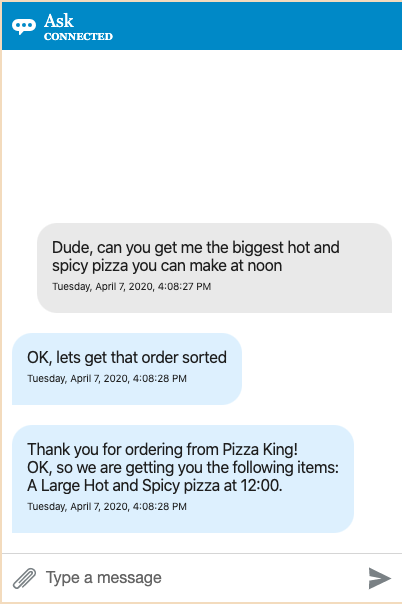 Ask
CONNECTED
Dude, can you get me the biggest hot and
spicy pizza you can make at noon
Tuesday, April 7, 2020, 4:08:27 PM
OK, lets get that order sorted
Tuesday, April 7, 2020, 4:08:28 PM
Thank you for ordering from Pizza King!
OK, so we are getting you the following items:
A Large Hot and Spicy pizza at 12:00.
Tuesday, April 7, 2020, 4:08:28 PM
Type a message